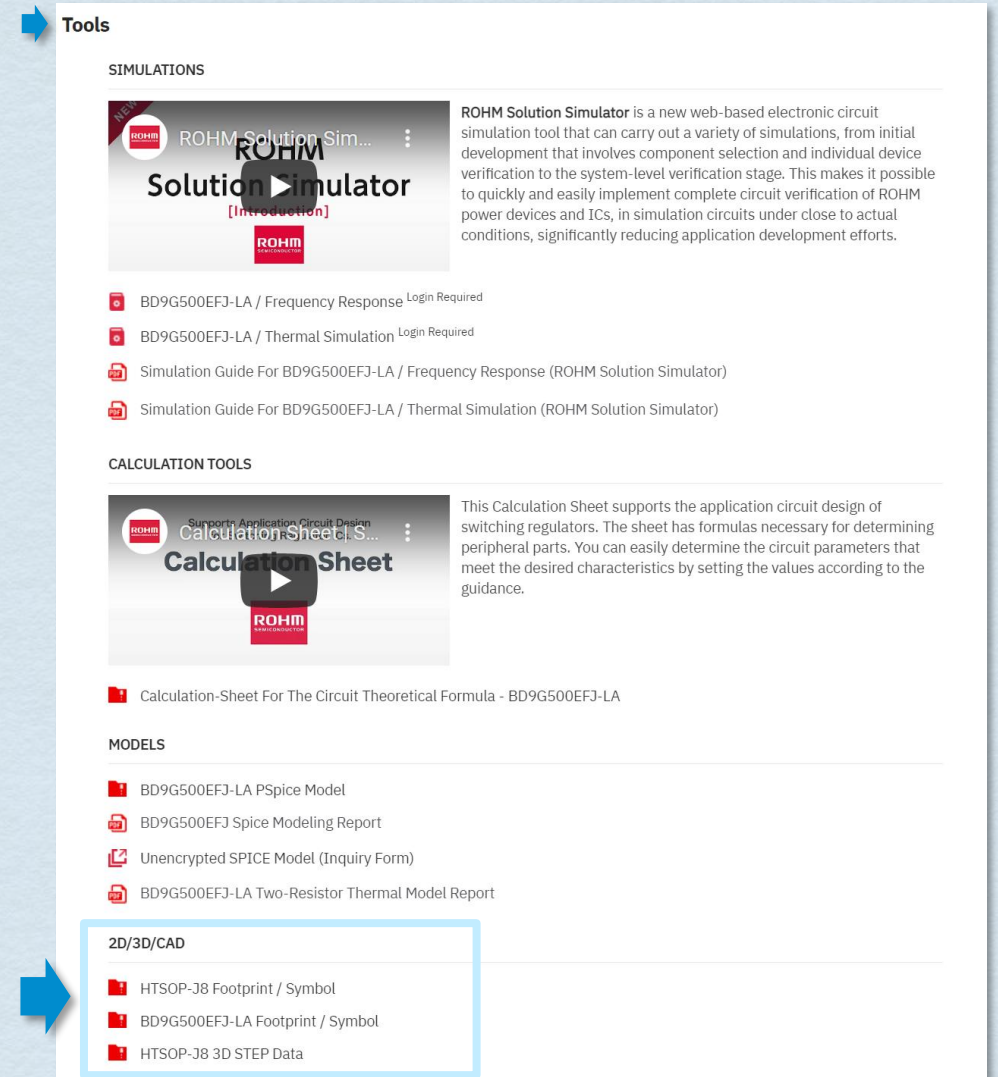 Tools
SIMULATIONS
NEW
ROHM
ROHM Solution Sim...
ROHM
Solution Simulator
[Introduction]
ROHM
SEMICONDUCTOR
ROHM Solution Simulator is a new web-based electronic circuit
simulation tool that can carry out a variety of simulations, from initial
development that involves component selection and individual device
verification to the system-level verification stage. This makes it possible
to quickly and easily implement complete circuit verification of ROHM
power devices and ICs, in simulation circuits under close to actual
conditions, significantly reducing application development efforts.
BD9G500EFJ-LA / Frequency Response Login Required
BD9G500EFJ-LA / Thermal Simulation Login Required
PDF Simulation Guide For BD9G500EFJ-LA / Frequency Response (ROHM Solution Simulator)
PDF Simulation Guide For BD9G500EFJ-LA / Thermal Simulation (ROHM Solution Simulator)
CALCULATION TOOLS
ROHM
Calculation Sheet | S...
Supports Application Circuit Design
Calculation Sheet
ROHM
SEMICONDUCTOR
This Calculation Sheet supports the application circuit design of
switching regulators. The sheet has formulas necessary for determining
peripheral parts. You can easily determine the circuit parameters that
meet the desired characteristics by setting the values according to the
guidance.
Calculation-Sheet For The Circuit Theoretical Formula - BD9G500EFJ-LA
MODELS
BD9G500EFJ-LA PSpice Model
PDF BD9G500EFJ Spice Modeling Report
Unencrypted SPICE Model (Inquiry Form)
PDF BD9G500EFJ-LA Two-Resistor Thermal Model Report
2D/3D/CAD
HTSOP-J8 Footprint / Symbol
BD9G500EFJ-LA Footprint / Symbol
HTSOP-J8 3D STEP Data